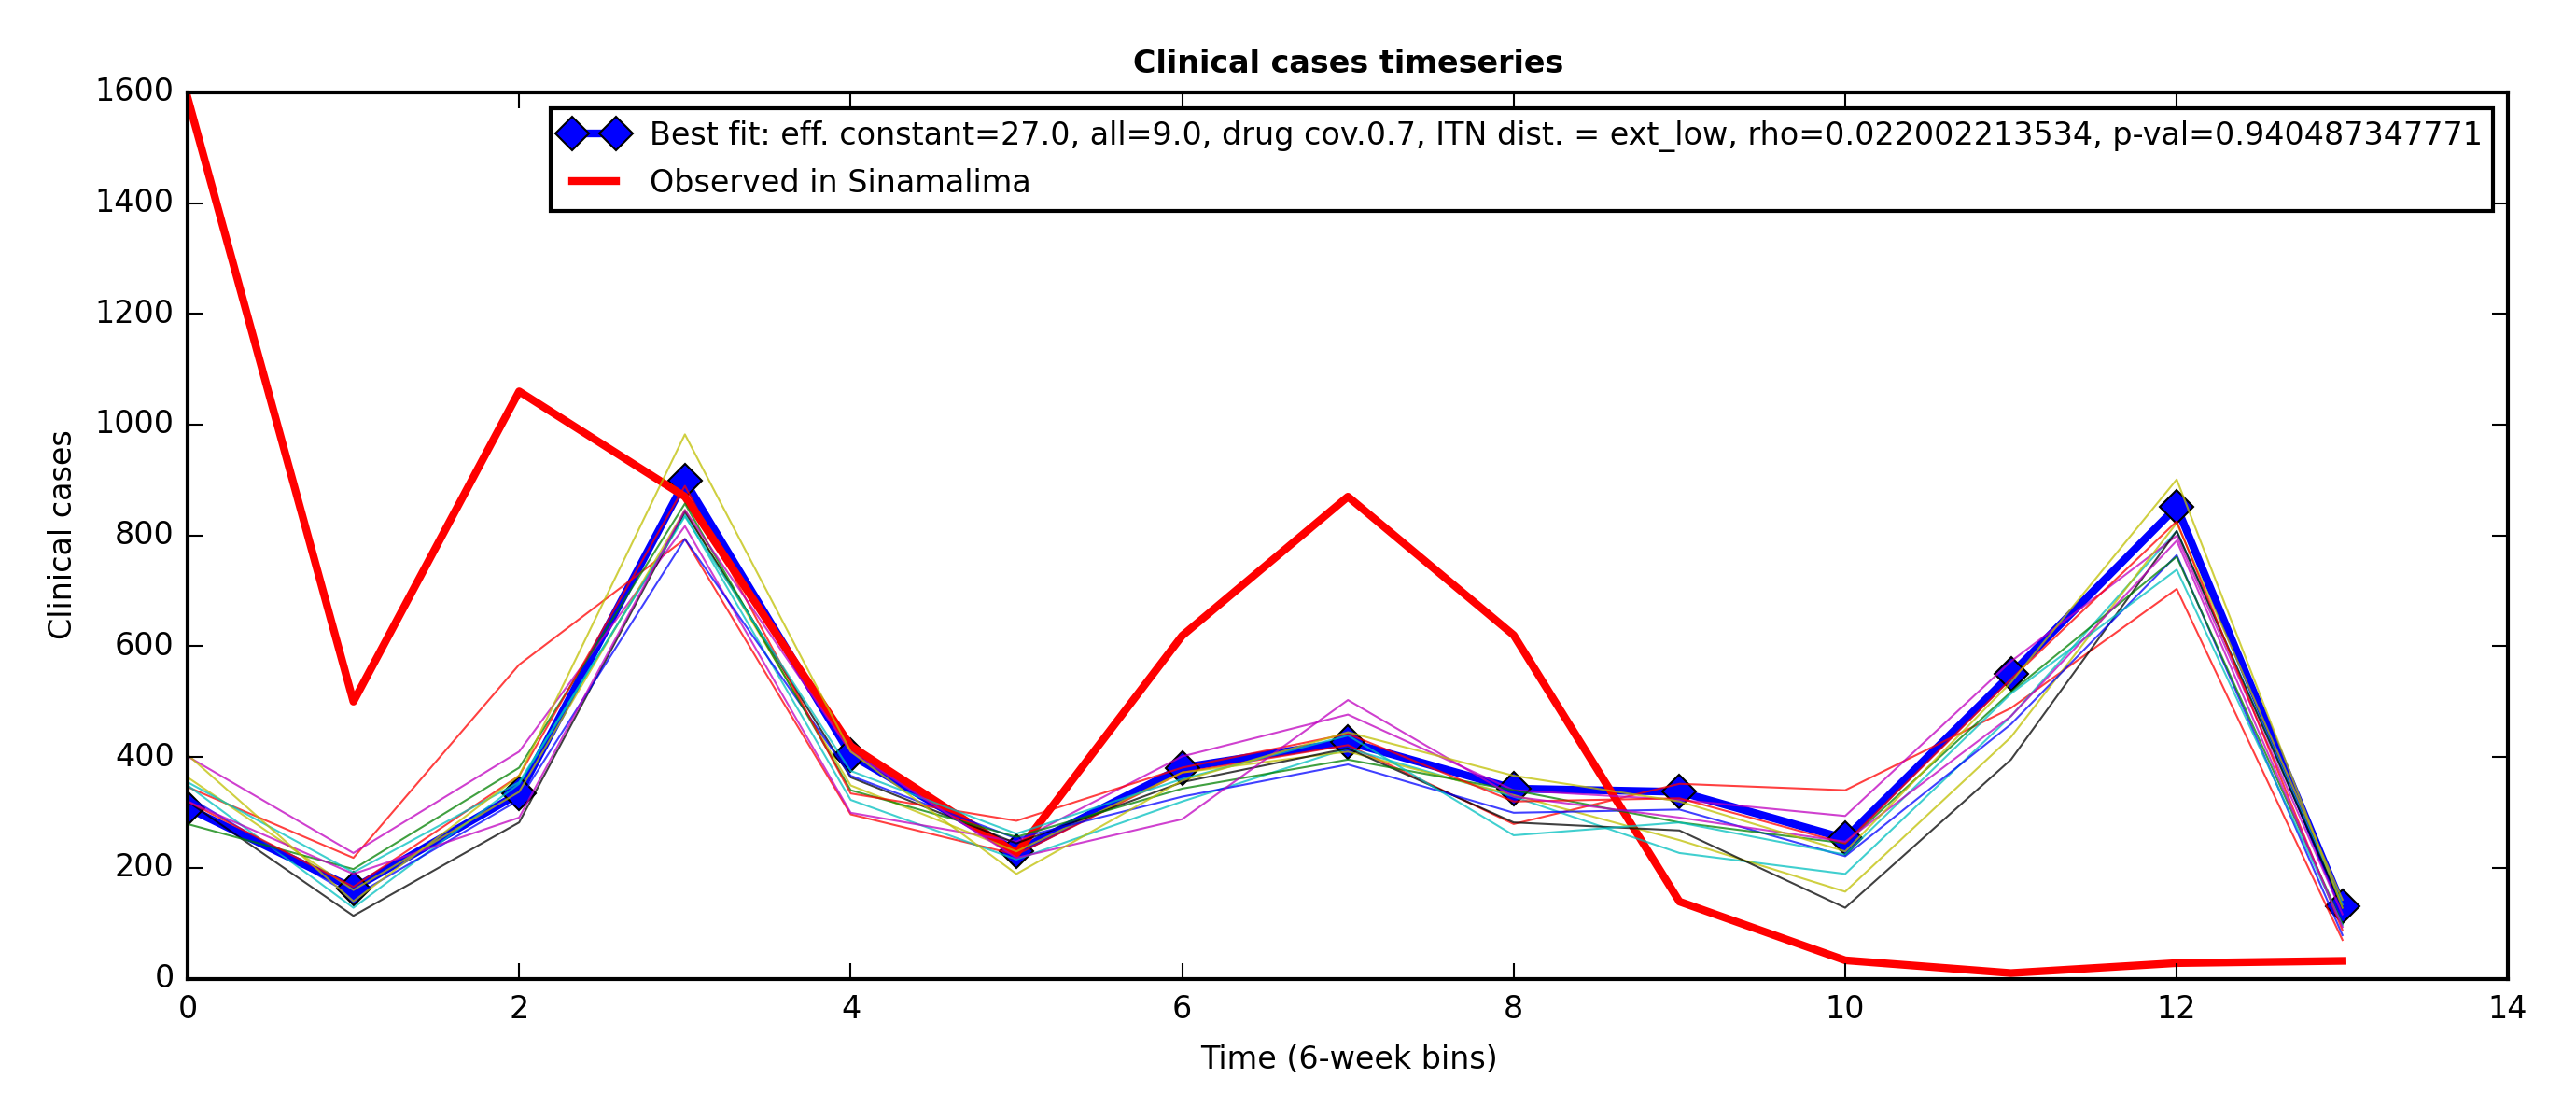 Clinical cases timeseries
1600
1400
1200
1000
800
600
400
200
0
Clinical cases
Best fit: eff. constant=27.0, all=9.0, drug cov.0.7, ITN dist. = ext_low, rho=0.022002213534, p-val=0.940487347771
Observed in Sinamalima
0 2 4 6 8 10 12 14
Time (6-week bins)